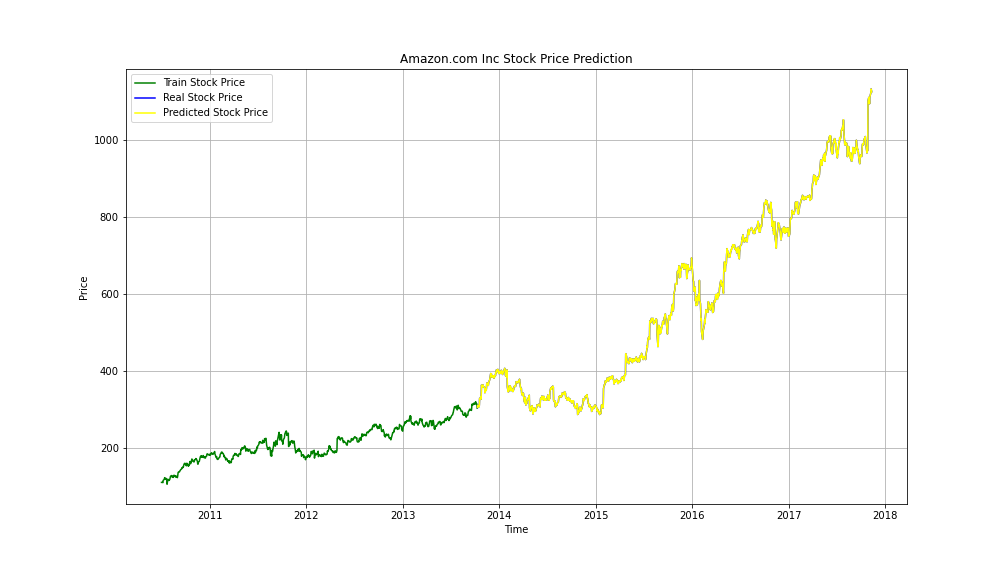 Amazon.com Inc Stock Price Prediction
Train Stock Price
Real Stock Price
Predicted Stock Price
1000
800
600
400
200
Price
2011 2012 2013 2014 2015 2016 2017 2018
Time